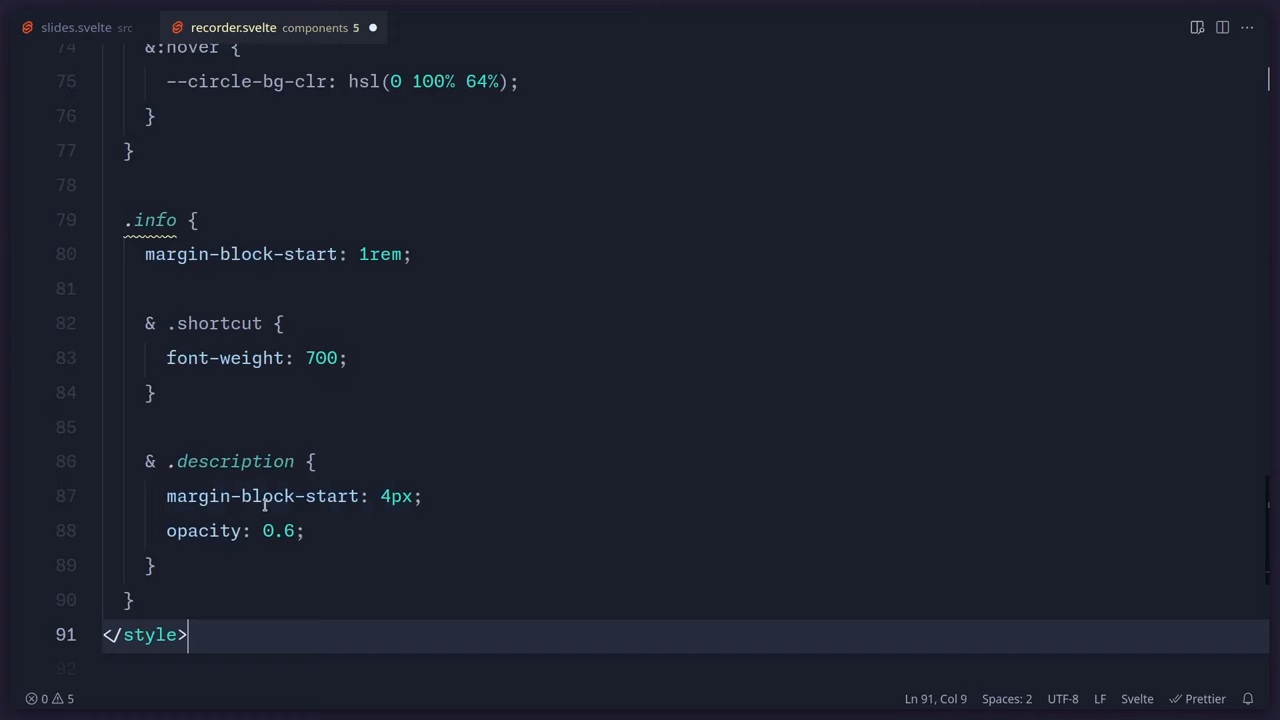 slides.svelte src
recorder.svelte components 5
74 &:hover {
75 --circle-bg-clr: hsl(0 100% 64%);
76 }
77 }
78
79 .info {
80 margin-block-start: 1rem;
81
82 & .shortcut {
83 font-weight: 700;
84 }
85
86 & .description {
87 margin-block-start: 4px;
88 opacity: 0.6;
89 }
90 }
91 </style>
92
0 5 Ln 91, Col 9 Spaces: 2 UTF-8 LF Svelte Prettier